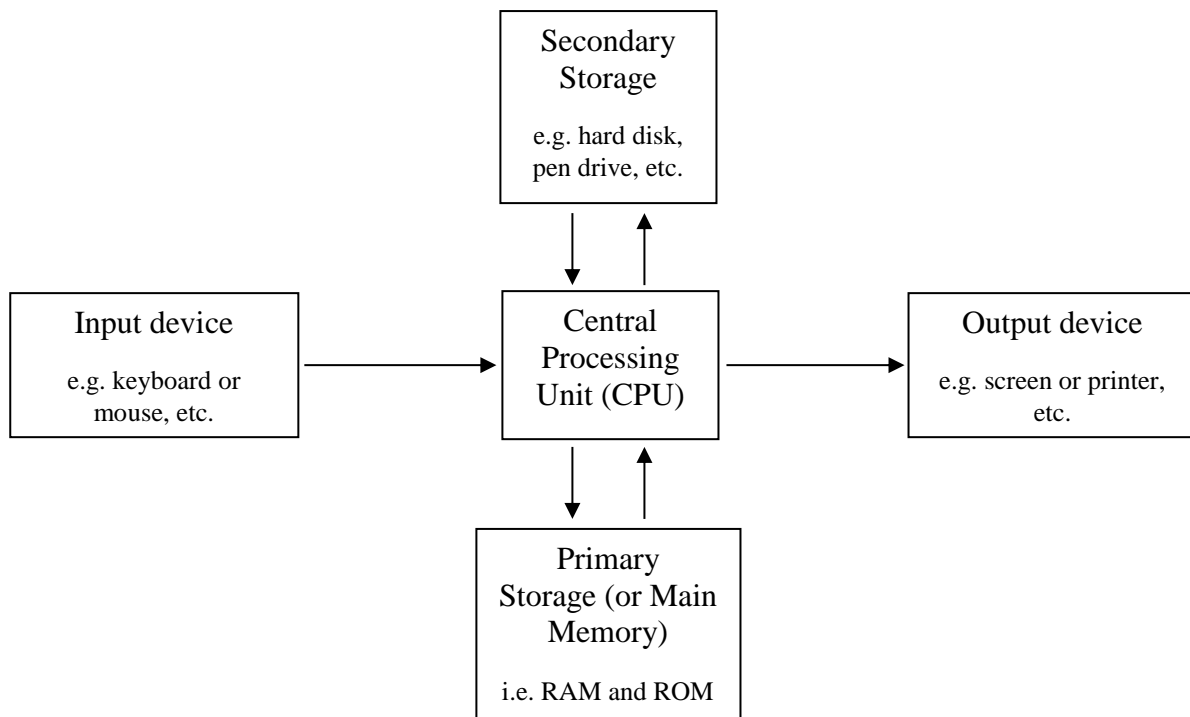 Secondary
Storage
e.g. hard disk,
pen drive, etc.
Input device
e.g. keyboard or
mouse, etc.
Central
Processing
Unit (CPU)
Output device
e.g. screen or printer,
etc.
Primary
Storage (or Main
Memory)
i.e. RAM and ROM